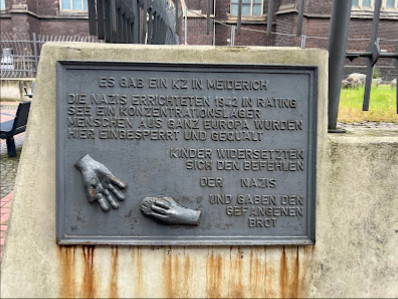 ES GAB EIN KZ IN MEIDERICH
DIE NAZIS ERRICHTETEN 1942 IN RATING
SEE EIN KONZENTRATIONSLAGER
MENSCHEN AUS GANZ EUROPA WURDEN
HIER EINGESPERRT UND GEQUÄLT
KINDER WIDERSETZTEN
SICH DEN BEFEHLEN
DER NAZIS
UND GABEN DEN
GEFANGENEN
BROT